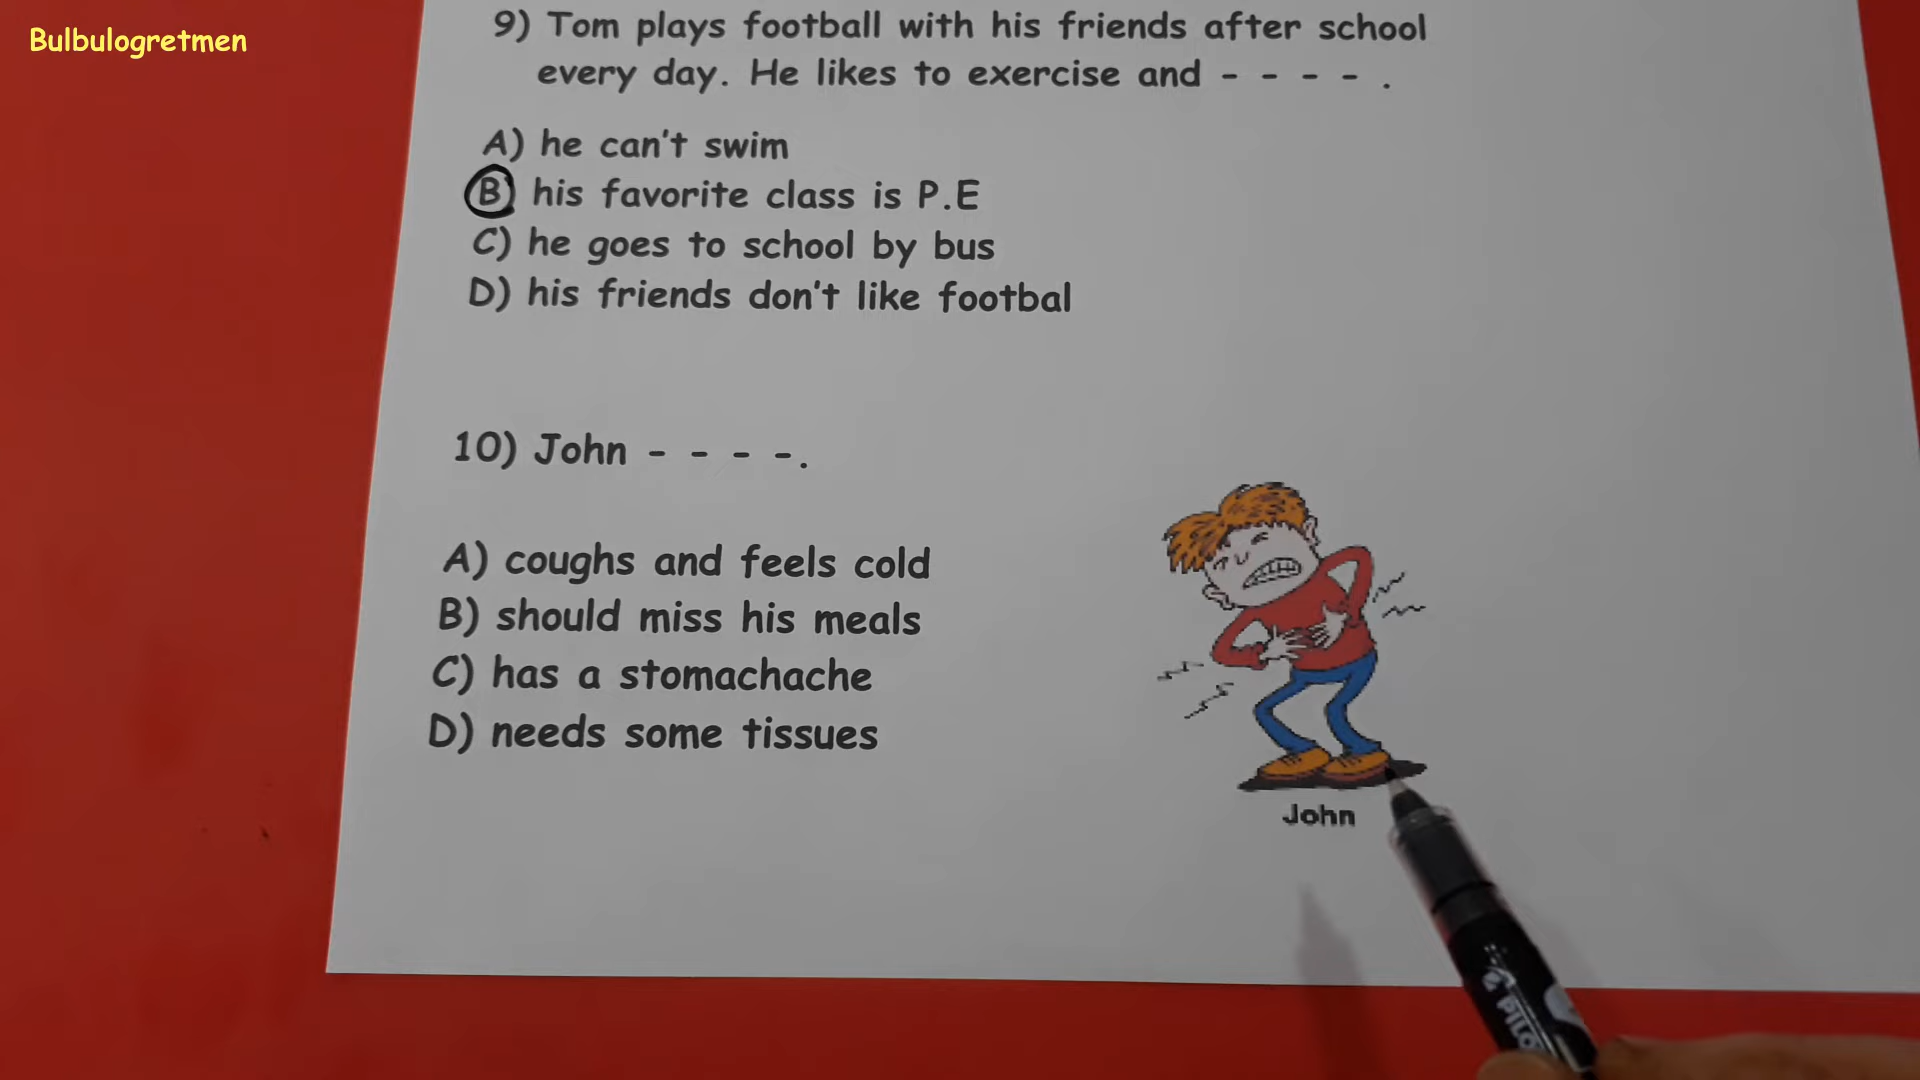 Bulbulogretmen
9) Tom plays football with his friends after school
every day. He likes to exercise and - - - - .
A) he can't swim
B) his favorite class is P.E
C) he goes to school by bus
D) his friends don't like footbal
10) John - - - -.
A) coughs and feels cold
B) should miss his meals
C) has a stomachache
D) needs some tissues
John